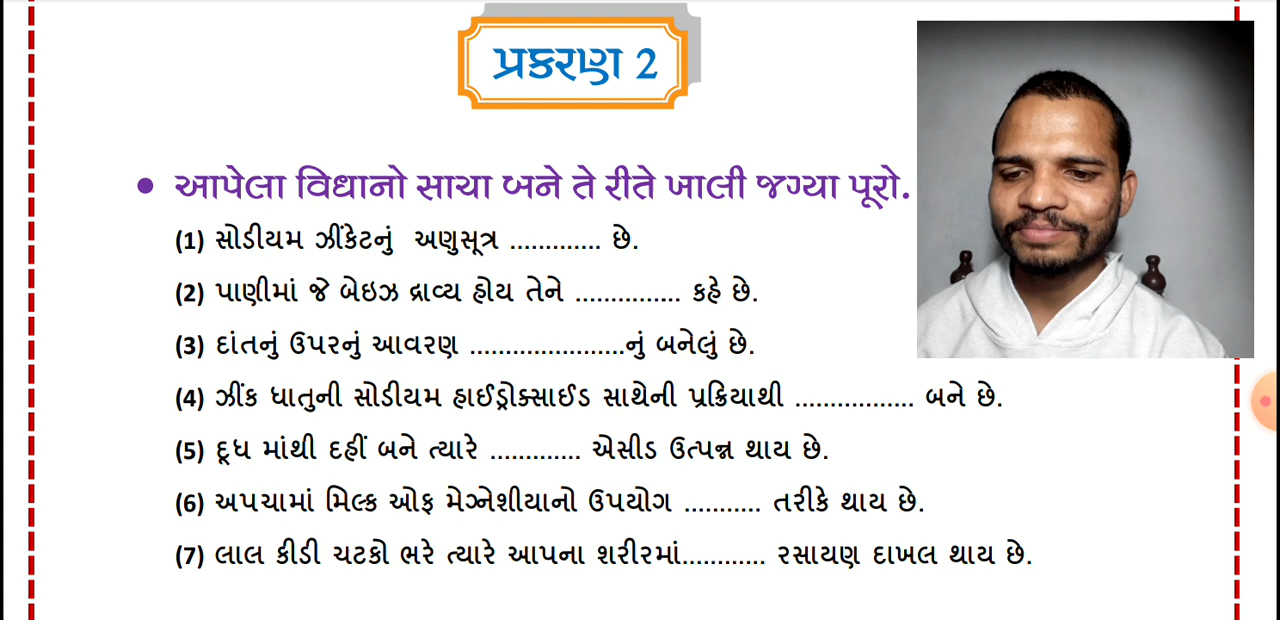 પ્રકરણ 2
• આપેલા વિધાનો સાચા બને તે રીતે ખાલી જગ્યા પૂરો.
(1) સોડીયમ ઝીંકેટનું અણુસૂત્ર ............. છે.
(2) પાણીમાં જે બેઇઝ દ્રાવ્ય હોય તેને ............... કહે છે.
(3) દાંતનું ઉપરનું આવરણ ......................નું બનેલું છે.
(4) ઝીંક ધાતુની સોડીયમ હાઈડ્રોક્સાઈડ સાથેની પ્રક્રિયાથી ................. બને છે.
(5) દૂધ માંથી દહીં બને ત્યારે ............. એસીડ ઉત્પન્ન થાય છે.
(6) અપચામાં મિલ્ક ઓફ મેગ્નેશીયાનો ઉપયોગ ........... તરીકે થાય છે.
(7) લાલ કીડી ચટકો ભરે ત્યારે આપના શરીરમાં............ રસાયણ દાખલ થાય છે.